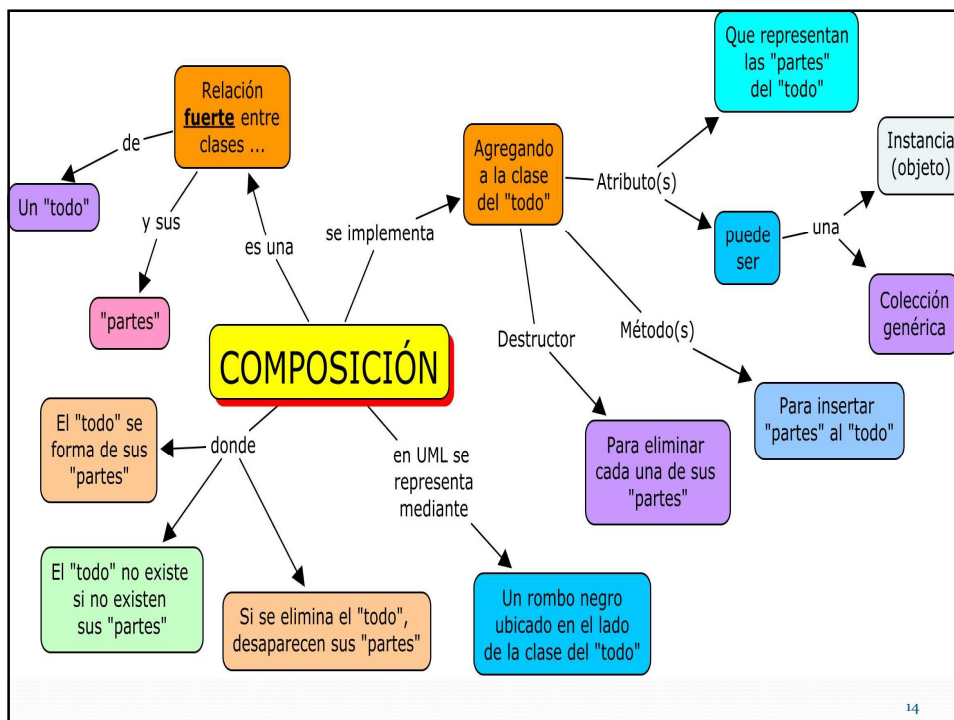 Que representan
las "partes"
del "todo"
Relación
fuerte entre
clases ...
de
Un "todo"
y sus
"partes"
es una
se implementa
Agregando
a la clase
del "todo"
Atributo(s)
Instancia
(objeto)
puede
ser
una
Colección
genérica
Destructor
Método(s)
Para insertar
"partes" al "todo"
Para eliminar
cada una de sus
"partes"
COMPOSICIÓN
El "todo" se
forma de sus
"partes"
donde
en UML se
representa
mediante
El "todo" no existe
si no existen
sus "partes"
Si se elimina el "todo",
desaparecen sus "partes"
Un rombo negro
ubicado en el lado
de la clase del "todo"
14